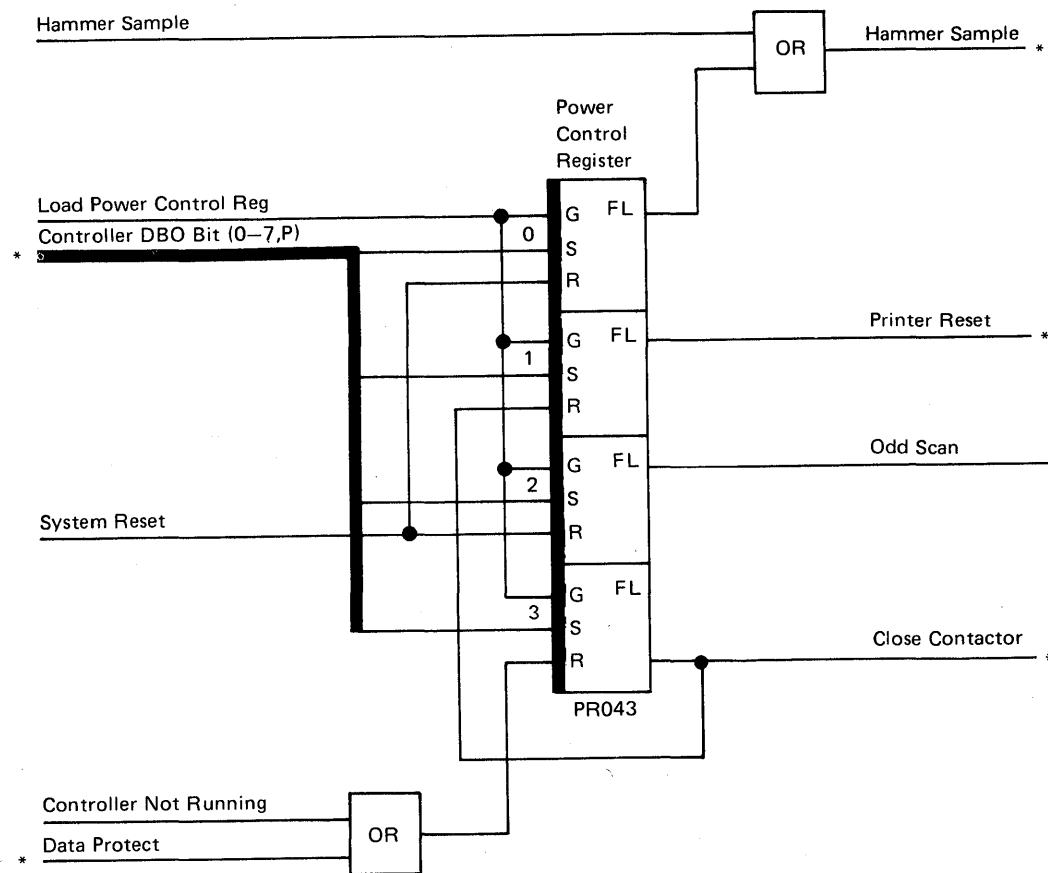 Hammer Sample
OR
Hammer Sample *
Power
Control
Register
Load Power Control Reg
G FL
0
* Controller DBO Bit (0–7,P)
S
R
G FL
Printer Reset *
1
S
R
G FL
Odd Scan
2
S
System Reset
R
G FL
3
S
Close Contactor *
R
PR043
Controller Not Running
OR
* Data Protect